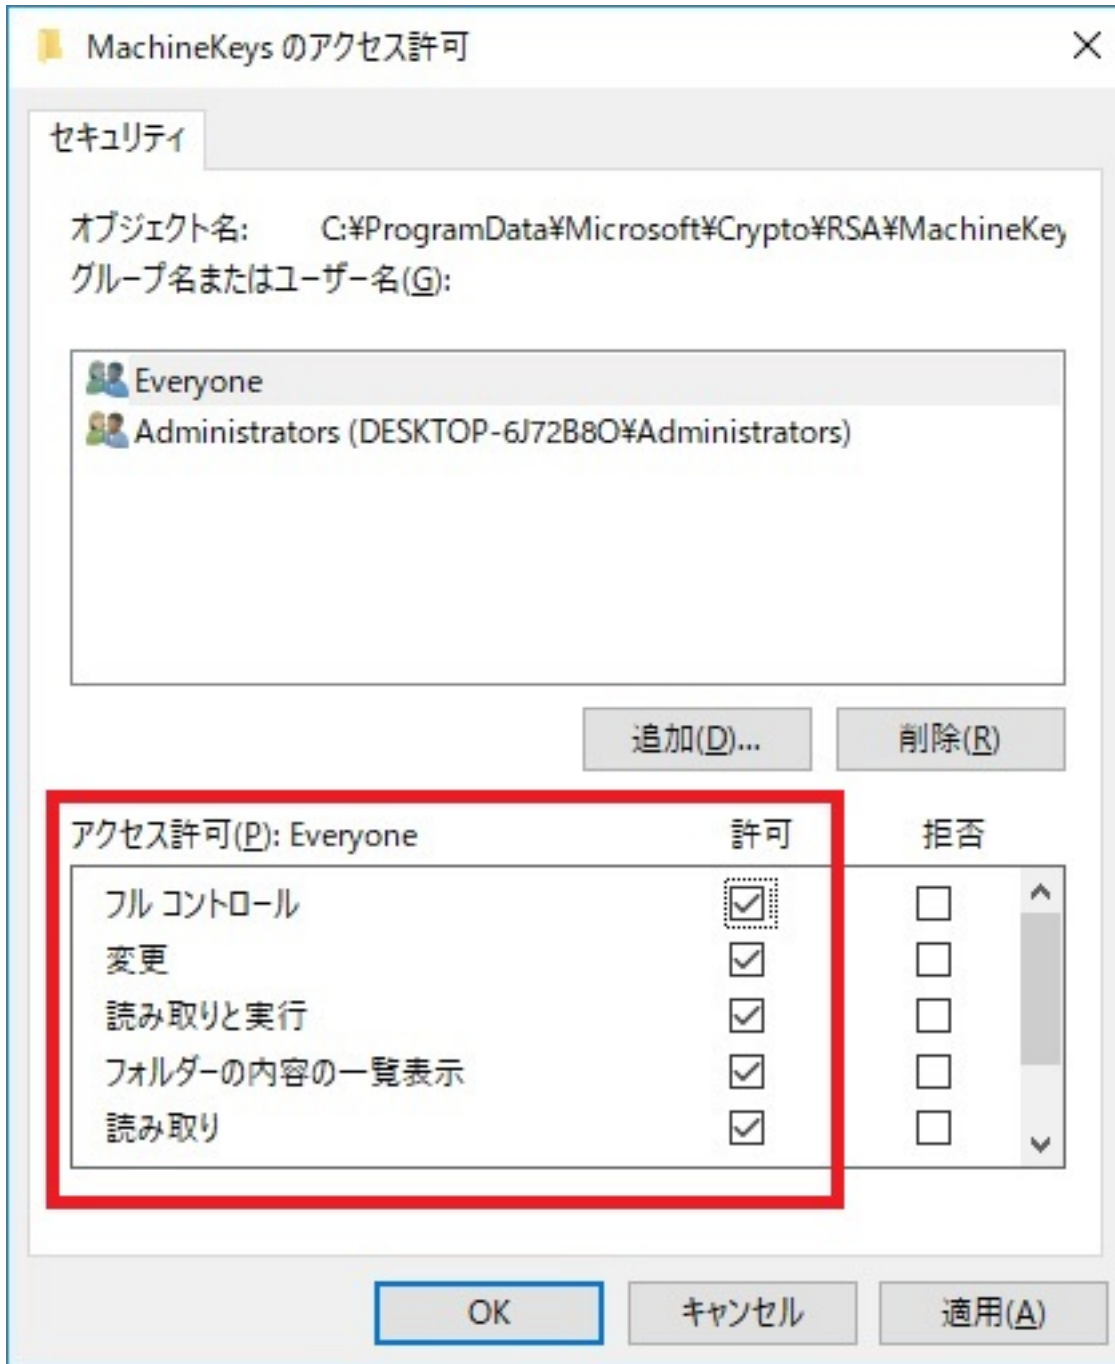 MachineKeys のアクセス許可
セキュリティ
オブジェクト名: C:¥ProgramData¥Microsoft¥Crypto¥RSA¥MachineKey
グループ名またはユーザー名(G):
Everyone
Administrators (DESKTOP-6J72B8O¥Administrators)
追加(D)... 削除(R)
アクセス許可(P): Everyone 許可 拒否
フル コントロール
変更
読み取りと実行
フォルダーの内容の一覧表示
読み取り
OK キャンセル 適用(A)